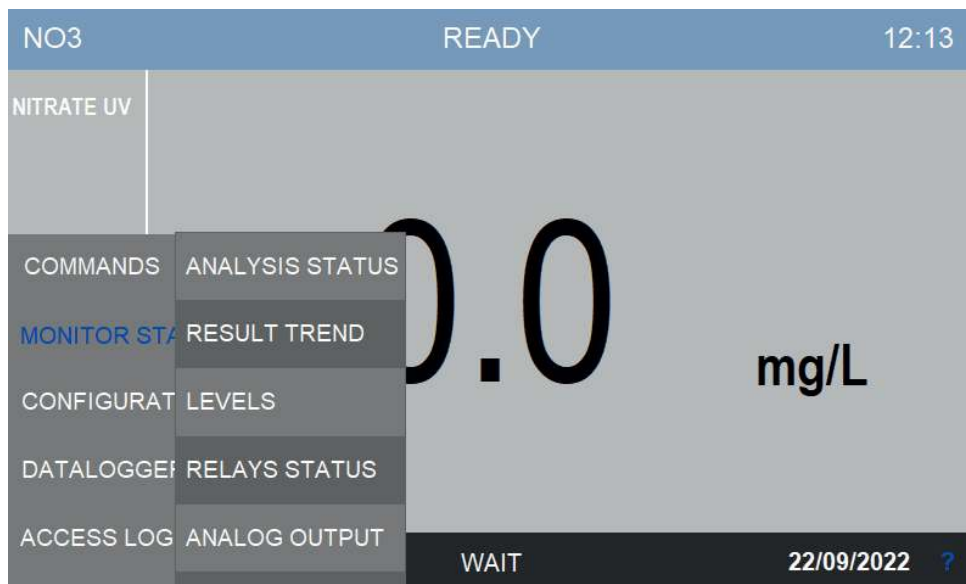 NO3 READY 12:13
NITRATE UV
0.0 mg/L
COMMANDS
MONITOR STA
CONFIGURAT
DATALOGGE
ACCESS LOG
ANALYSIS STATUS
RESULT TREND
LEVELS
RELAYS STATUS
ANALOG OUTPUT
WAIT 22/09/2022 ?